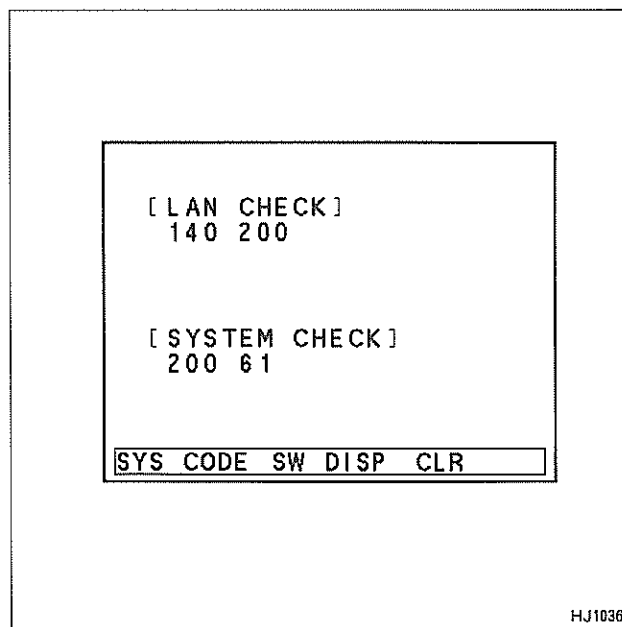 [LAN CHECK]
140 200
[SYSTEM CHECK]
200 61
SYS CODE SW DISP CLR
HJ1036